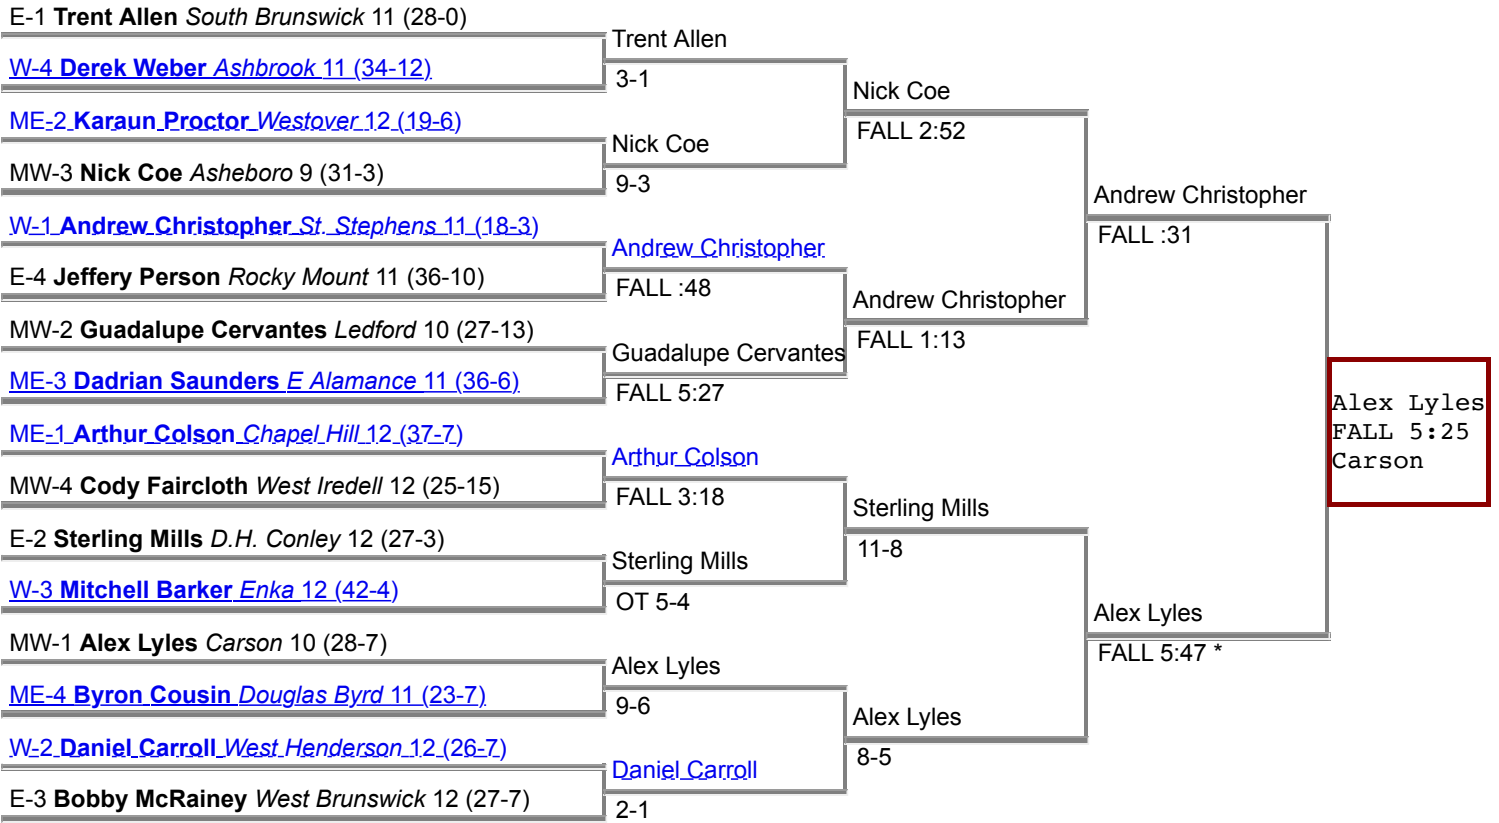 E-1 Trent Allen South Brunswick 11 (28-0)
W-4 Derek Weber Ashbrook 11 (34-12)
ME-2 Karaun Proctor Westover 12 (19-6)
MW-3 Nick Coe Asheboro 9 (31-3)
W-1 Andrew Christopher St. Stephens 11 (18-3)
E-4 Jeffery Person Rocky Mount 11 (36-10)
MW-2 Guadalupe Cervantes Ledford 10 (27-13)
ME-3 Dadrian Saunders E Alamance 11 (36-6)
ME-1 Arthur Colson Chapel Hill 12 (37-7)
MW-4 Cody Faircloth West Iredell 12 (25-15)
E-2 Sterling Mills D.H. Conley 12 (27-3)
W-3 Mitchell Barker Enka 12 (42-4)
MW-1 Alex Lyles Carson 10 (28-7)
ME-4 Byron Cousin Douglas Byrd 11 (23-7)
W-2 Daniel Carroll West Henderson 12 (26-7)
E-3 Bobby McRainey West Brunswick 12 (27-7)
Trent Allen
3-1
Nick Coe
9-3
Andrew Christopher
FALL :48
Guadalupe Cervantes
FALL 5:27
Arthur Colson
FALL 3:18
Sterling Mills
OT 5-4
Alex Lyles
9-6
Daniel Carroll
2-1
Nick Coe
FALL 2:52
Andrew Christopher
FALL 1:13
Sterling Mills
11-8
Alex Lyles
8-5
Andrew Christopher
FALL :31
Alex Lyles
FALL 5:47 *
Alex Lyles
FALL 5:25
Carson